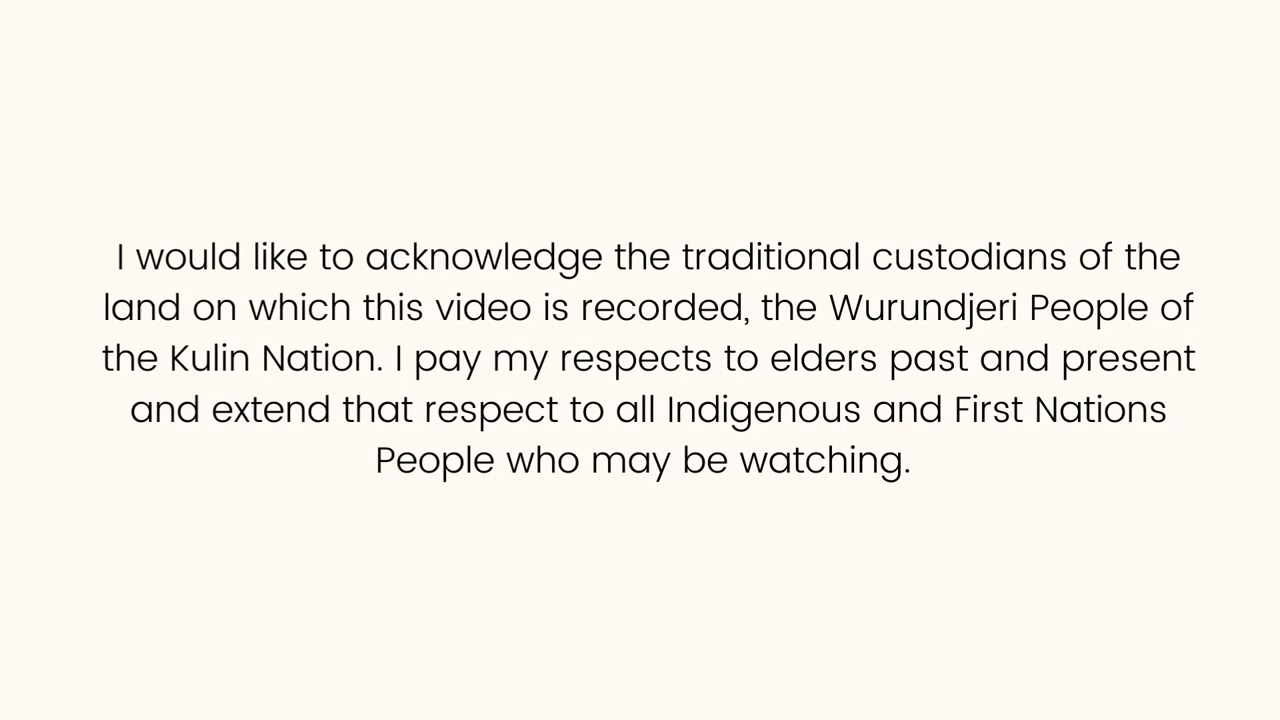 I would like to acknowledge the traditional custodians of the
land on which this video is recorded, the Wurundjeri People of
the Kulin Nation. I pay my respects to elders past and present
and extend that respect to all Indigenous and First Nations
People who may be watching.